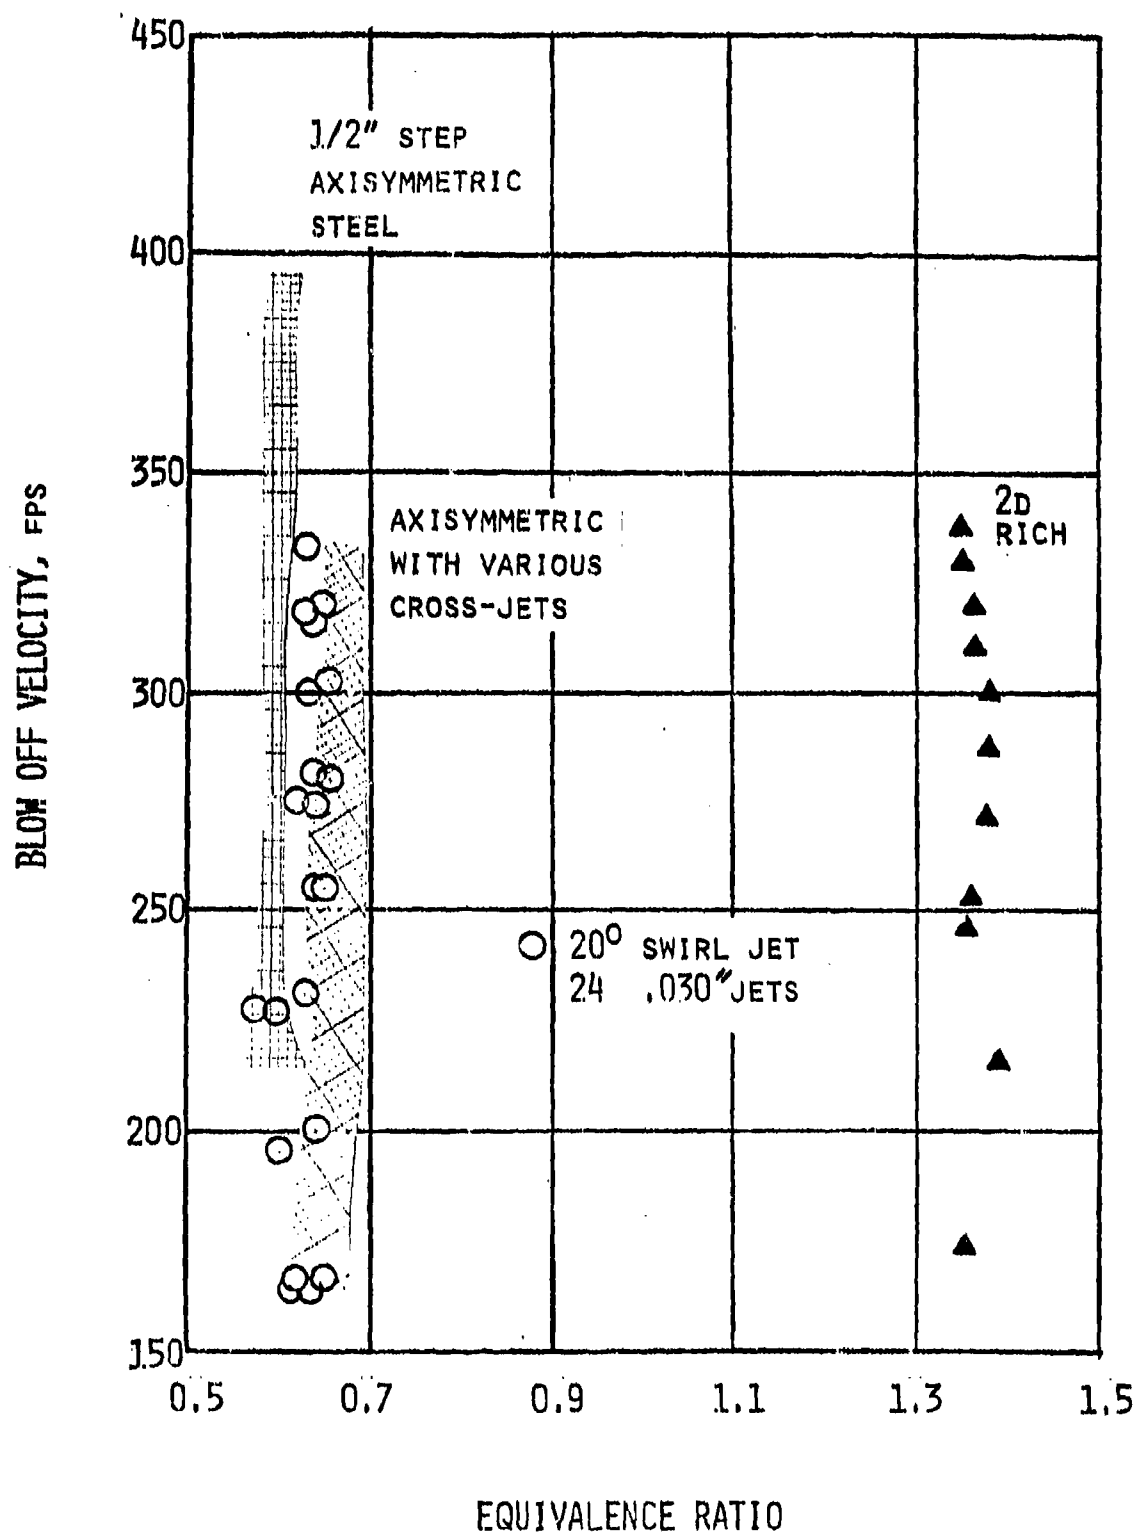 450
1/2" STEP
AXISYMMETRIC
STEEL
400
350
2D
RICH
AXISYMMETRIC
WITH VARIOUS
CROSS-JETS
300
250
20° SWIRL JET
24 .030" JETS
200
150
0.5 0.7 0.9 1.1 1.3 1.5
BLOW OFF VELOCITY, FPS
EQUIVALENCE RATIO